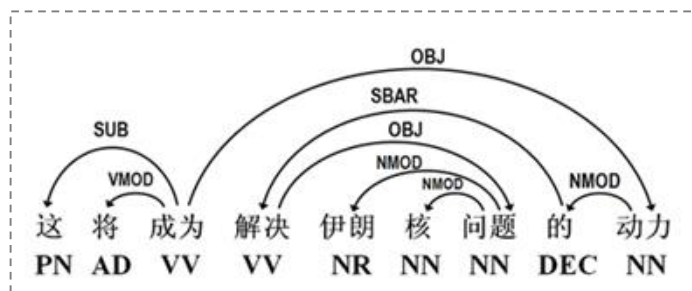 OBJ
SBAR
SUB OBJ
VMOD NMOD NMOD NMOD
这 将 成为 解决 伊朗 核 问题 的 动力
PN AD VV VV NR NN NN DEC NN